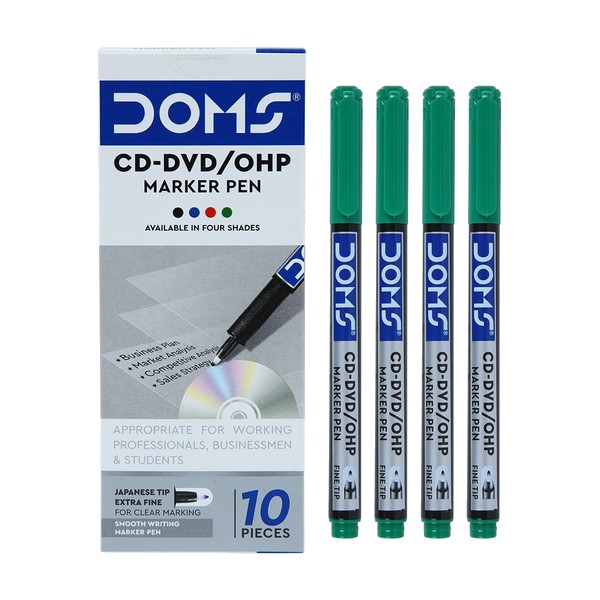 DOMS®
CD-DVD/OHP
MARKER PEN
AVAILABLE IN FOUR SHADES
• Business Plan
• Market Analysis
• Competitive Analysis
• Sales Strategy
APPROPRIATE FOR WORKING
PROFESSIONALS, BUSINESSMEN
& STUDENTS
JAPANESE TIP
EXTRA FINE
FOR CLEAR MARKING
SMOOTH WRITING
MARKER PEN
10
PIECES
DOMS
CD-DVD/OHP
MARKER PEN
FINE TIP
DOMS
CD-DVD/OHP
MARKER PEN
FINE TIP
DOMS
CD-DVD/OHP
MARKER PEN
FINE TIP
DOMS
CD-DVD/OHP
MARKER PEN
FINE TIP